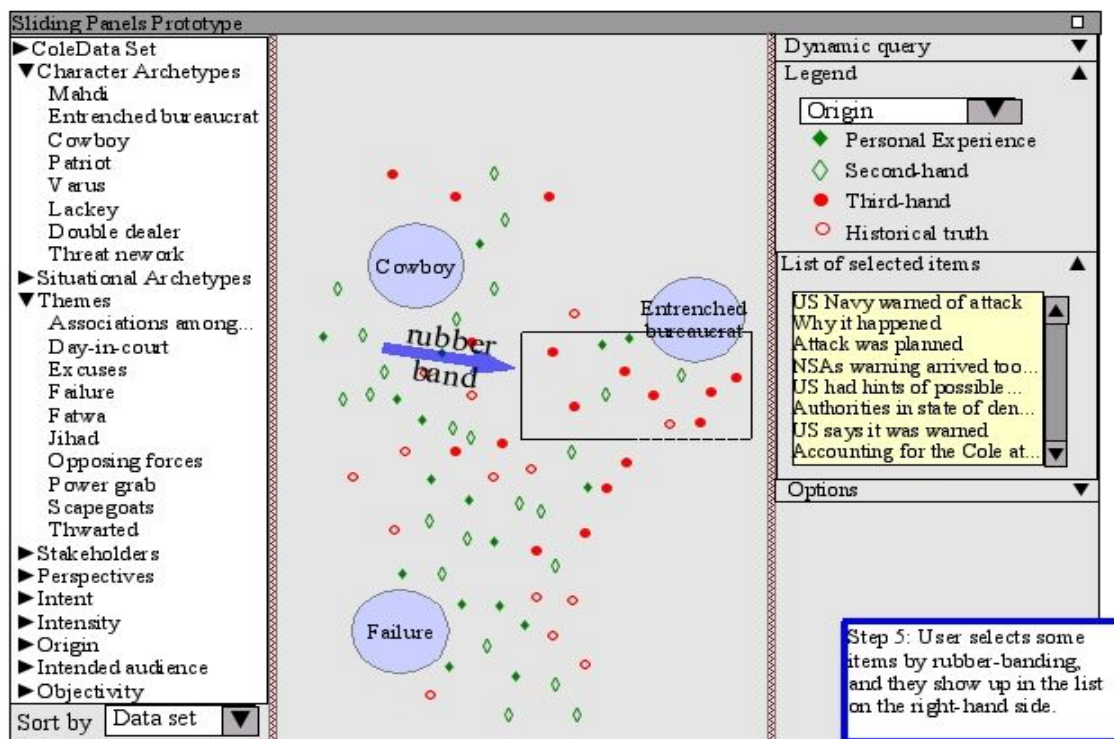 Sliding Panels Prototype
ColeData Set
Character Archetypes
Mahdi
Entrenched bureaucrat
Cowboy
Patriot
Varus
Lackey
Double dealer
Threat nework
Situational Archetypes
Themes
Associations among...
Day-in-court
Excuses
Failure
Fatwa
Jihad
Opposing forces
Power grab
Scapegoats
Thwarted
Stakeholders
Perspectives
Intent
Intensity
Origin
Intended audience
Objectivity
Sort by Data set
Cowboy
Entrenched
bureaucrat
rubber
band
Failure
Dynamic query
Legend
Origin
Personal Experience
Second-hand
Third-hand
Historical truth
List of selected items
US Navy warned of attack
Why it happened
Attack was planned
NSAs warning arrived too...
US had hints of possible...
Authorities in state of den...
US says it was warned
Accounting for the Cole at...
Options
Step 5: User selects some
items by rubber-banding,
and they show up in the list
on the right-hand side.